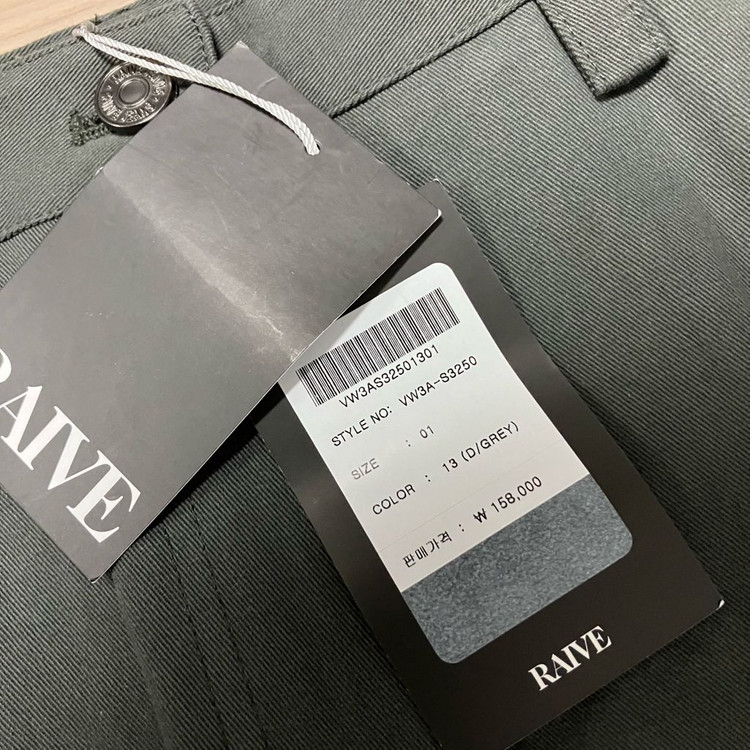 RAIVE
VW3AS32501301
STYLE NO: VW3A-S3250
SIZE : 01
COLOR : 13 (D/GREY)
판매가격 : ₩ 158,000
RAIVE